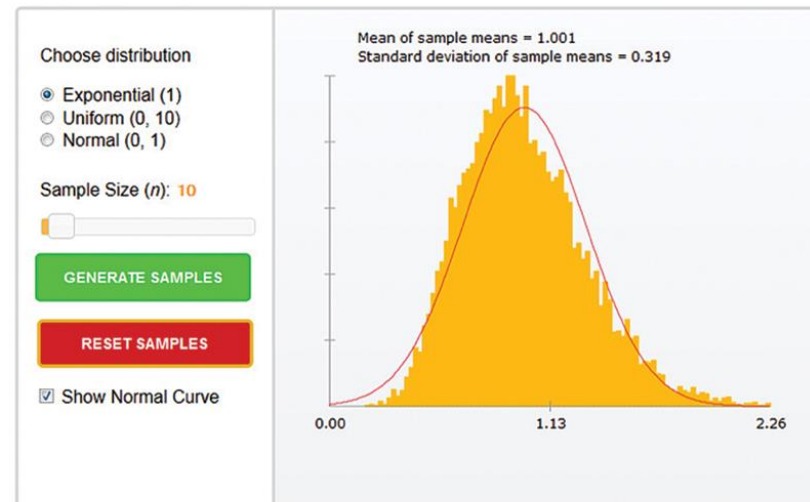 Choose distribution
Exponential (1)
Uniform (0, 10)
Normal (0, 1)
Sample Size (n): 10
GENERATE SAMPLES
RESET SAMPLES
Show Normal Curve
Mean of sample means = 1.001
Standard deviation of sample means = 0.319
0.00 1.13 2.26